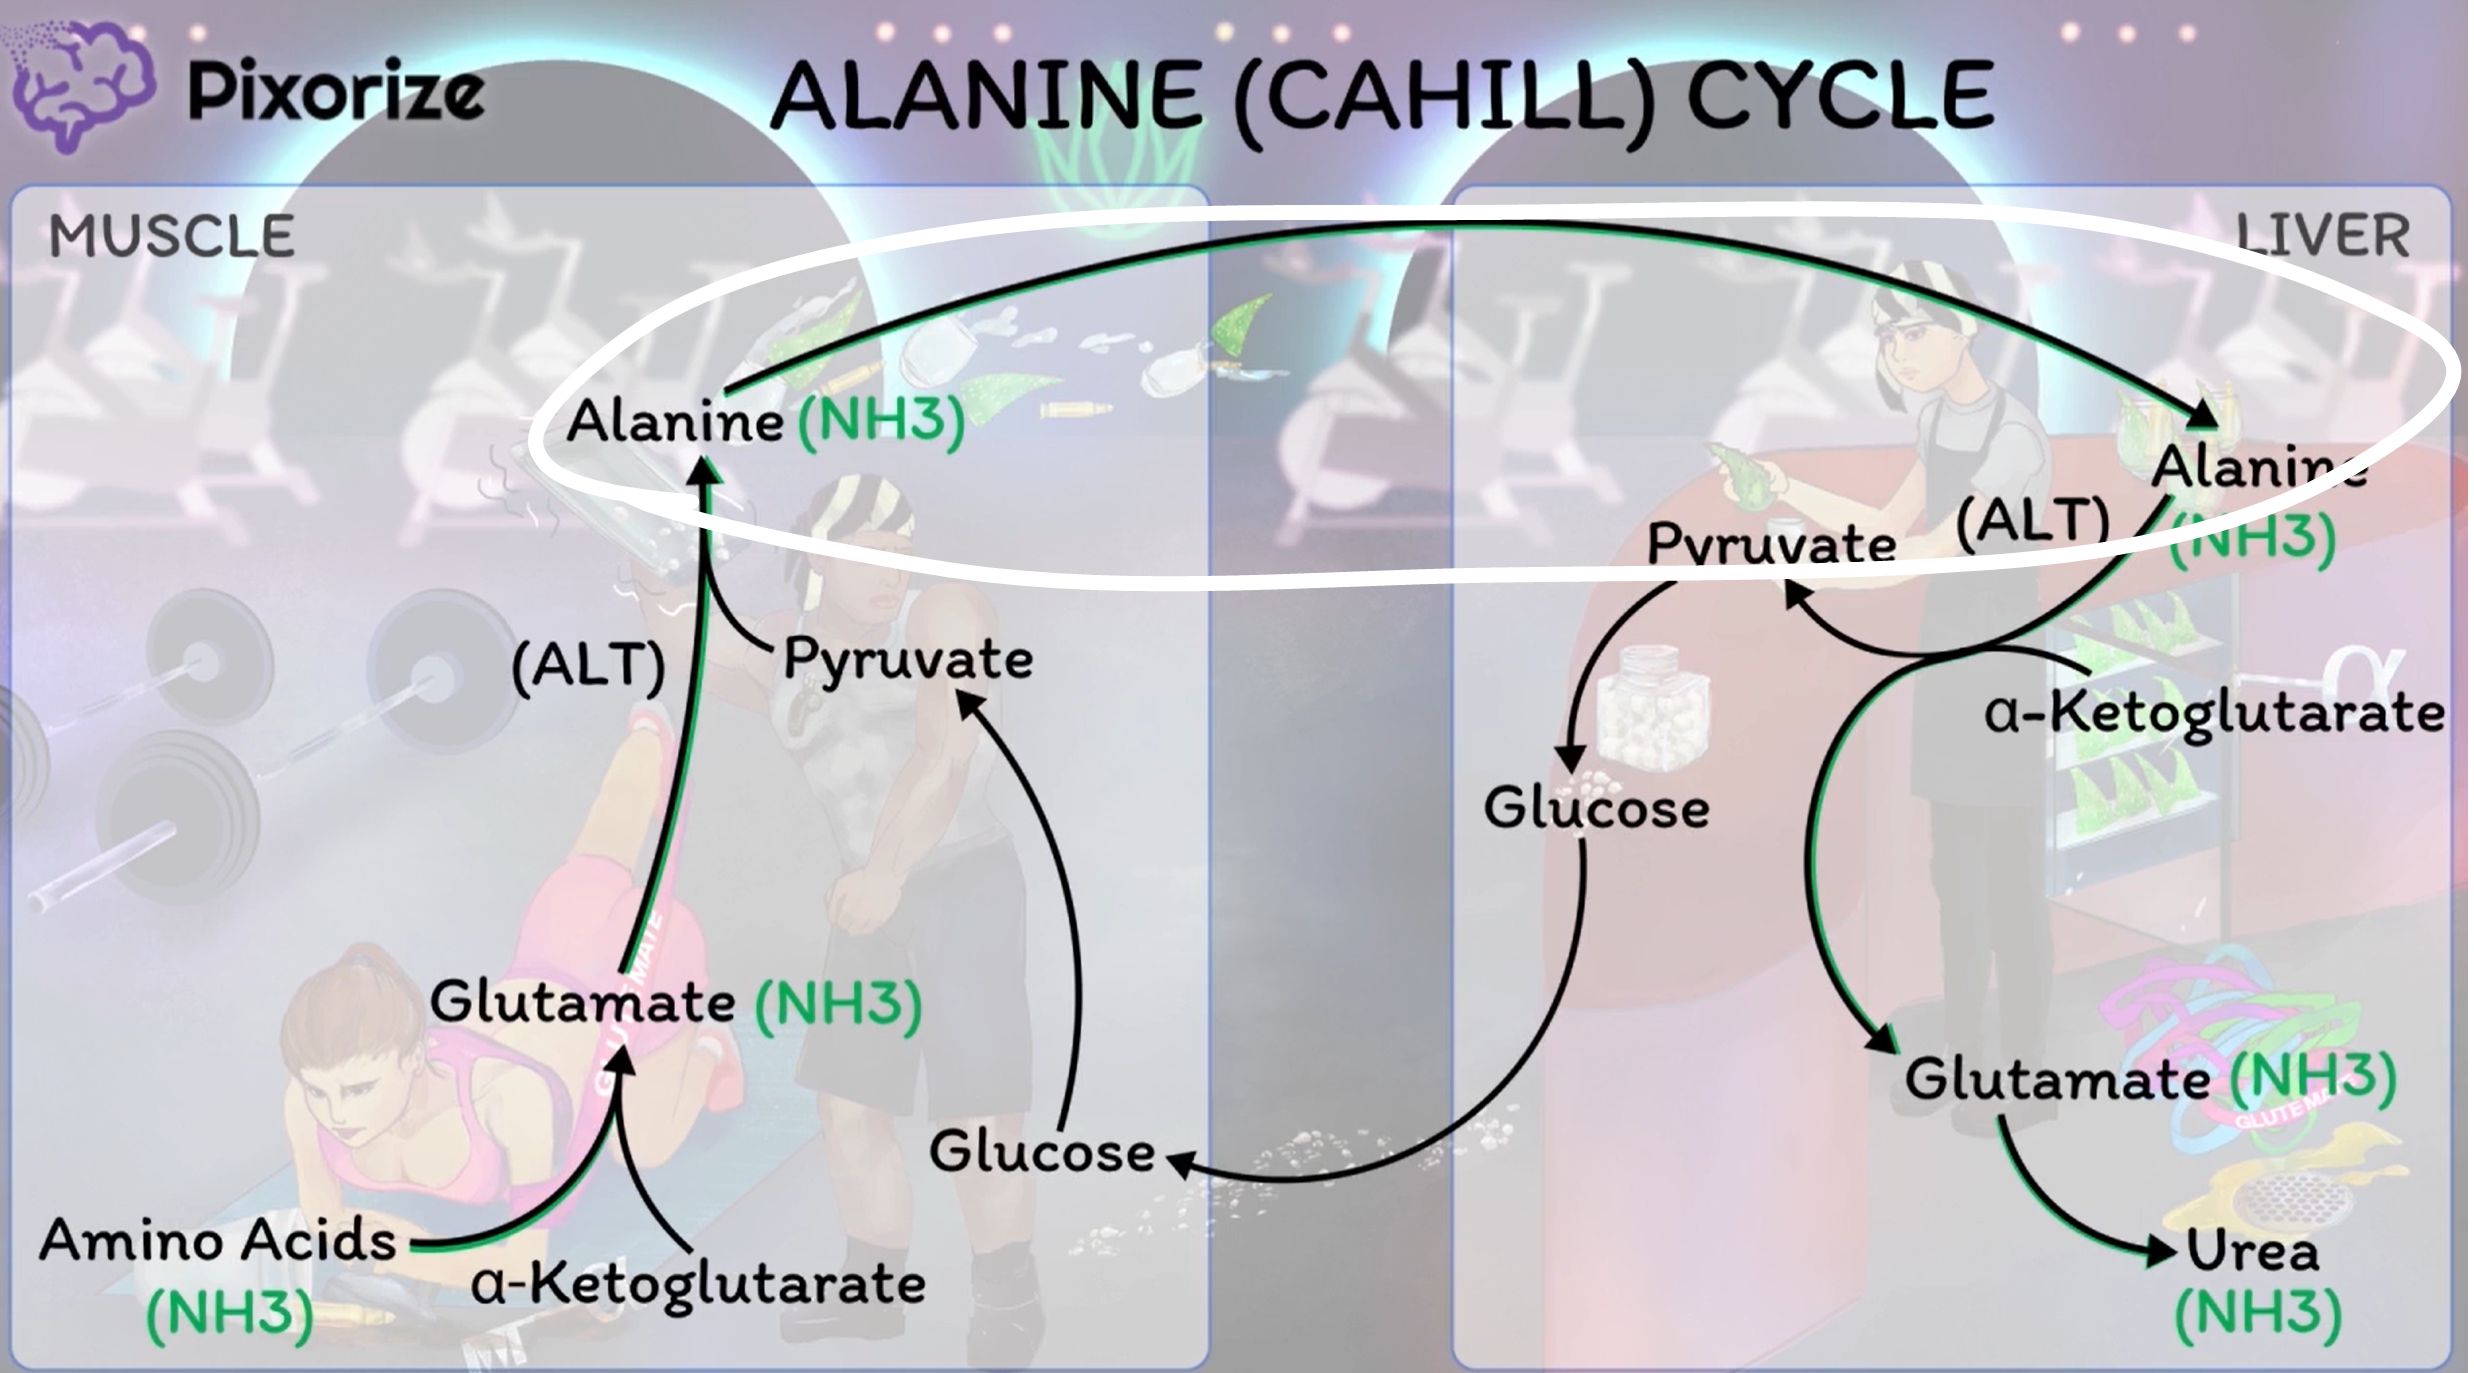 Pixorize
ALANINE (CAHILL) CYCLE
MUSCLE
Alanine (NH3)
(ALT)
Pyruvate
Glutamate (NH3)
GLUTEMATE
Glucose
Amino Acids
(NH3)
α-Ketoglutarate
LIVER
Alanine
(NH3)
(ALT)
Pyruvate
α
α-Ketoglutarate
Glucose
Glutamate (NH3)
Urea
(NH3)